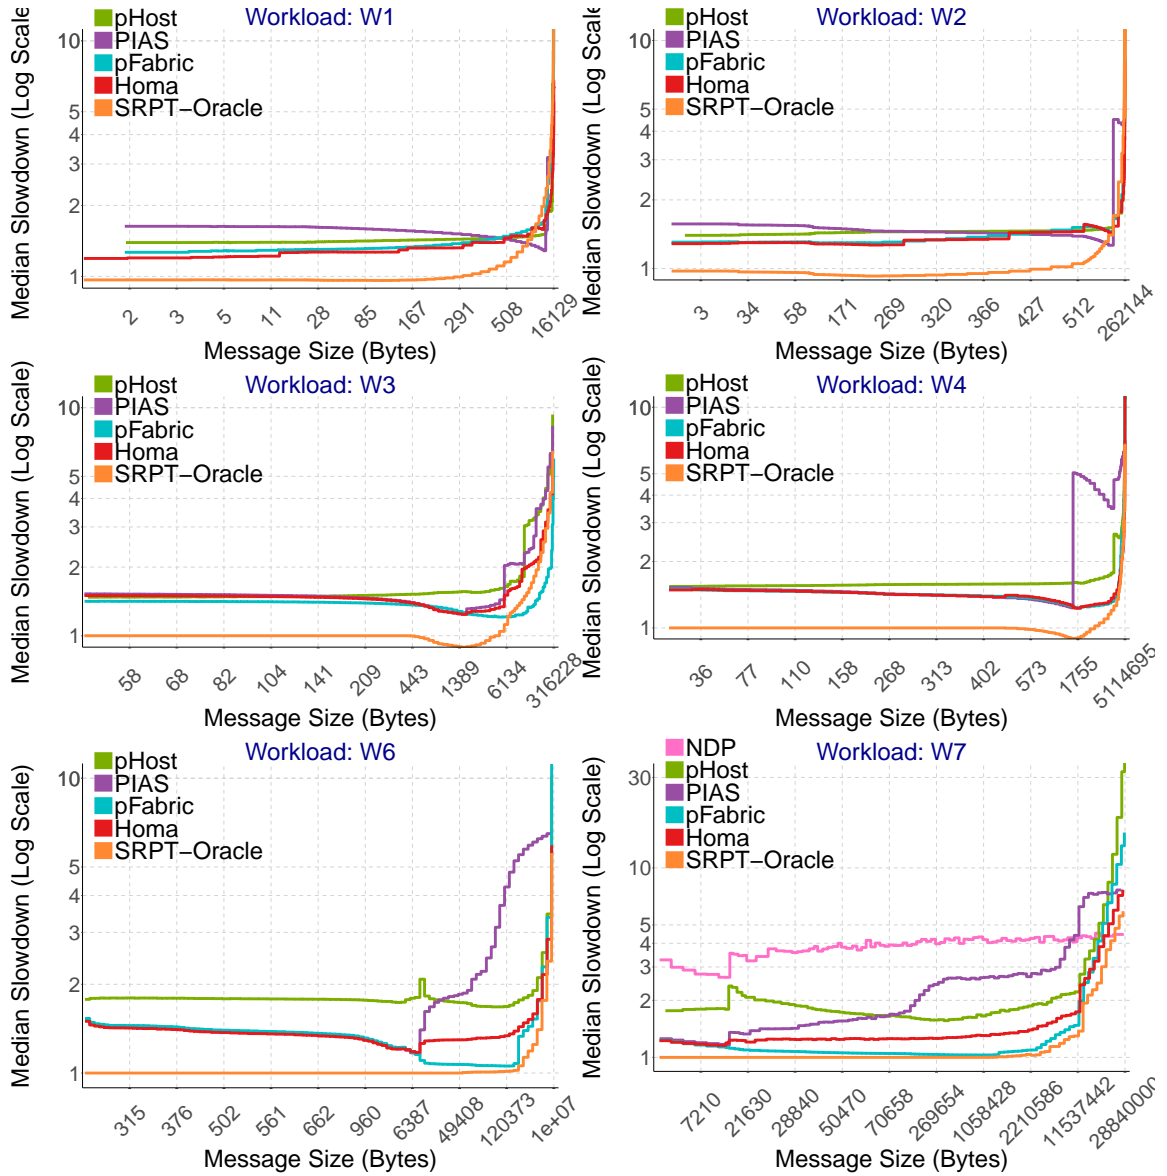 Workload: W1
pHost
PIAS
pFabric
Homa
SRPT−Oracle
Median Slowdown (Log Scale)
10
5
4
3
2
1
2 3 5 11 28 85 167 291 508 16129
Message Size (Bytes)
Workload: W2
pHost
PIAS
pFabric
Homa
SRPT−Oracle
Median Slowdown (Log Scale)
10
5
4
3
2
1
3 34 58 171 269 320 366 427 512 262144
Message Size (Bytes)
Workload: W3
pHost
PIAS
pFabric
Homa
SRPT−Oracle
Median Slowdown (Log Scale)
10
5
4
3
2
1
58 68 82 104 141 209 443 1389 6134 316228
Message Size (Bytes)
Workload: W4
pHost
PIAS
pFabric
Homa
SRPT−Oracle
Median Slowdown (Log Scale)
10
5
4
3
2
1
36 77 110 158 268 313 402 573 1755 5114695
Message Size (Bytes)
Workload: W6
pHost
PIAS
pFabric
Homa
SRPT−Oracle
Median Slowdown (Log Scale)
10
5
4
3
2
1
315 376 502 561 662 960 6387 49408 120373 1e+07
Message Size (Bytes)
Workload: W7
NDP
pHost
PIAS
pFabric
Homa
SRPT−Oracle
Median Slowdown (Log Scale)
30
10
5
4
3
2
1
7210 21630 28840 50470 70658 269654 1058428 2210586 11537442
Message Size (Bytes)